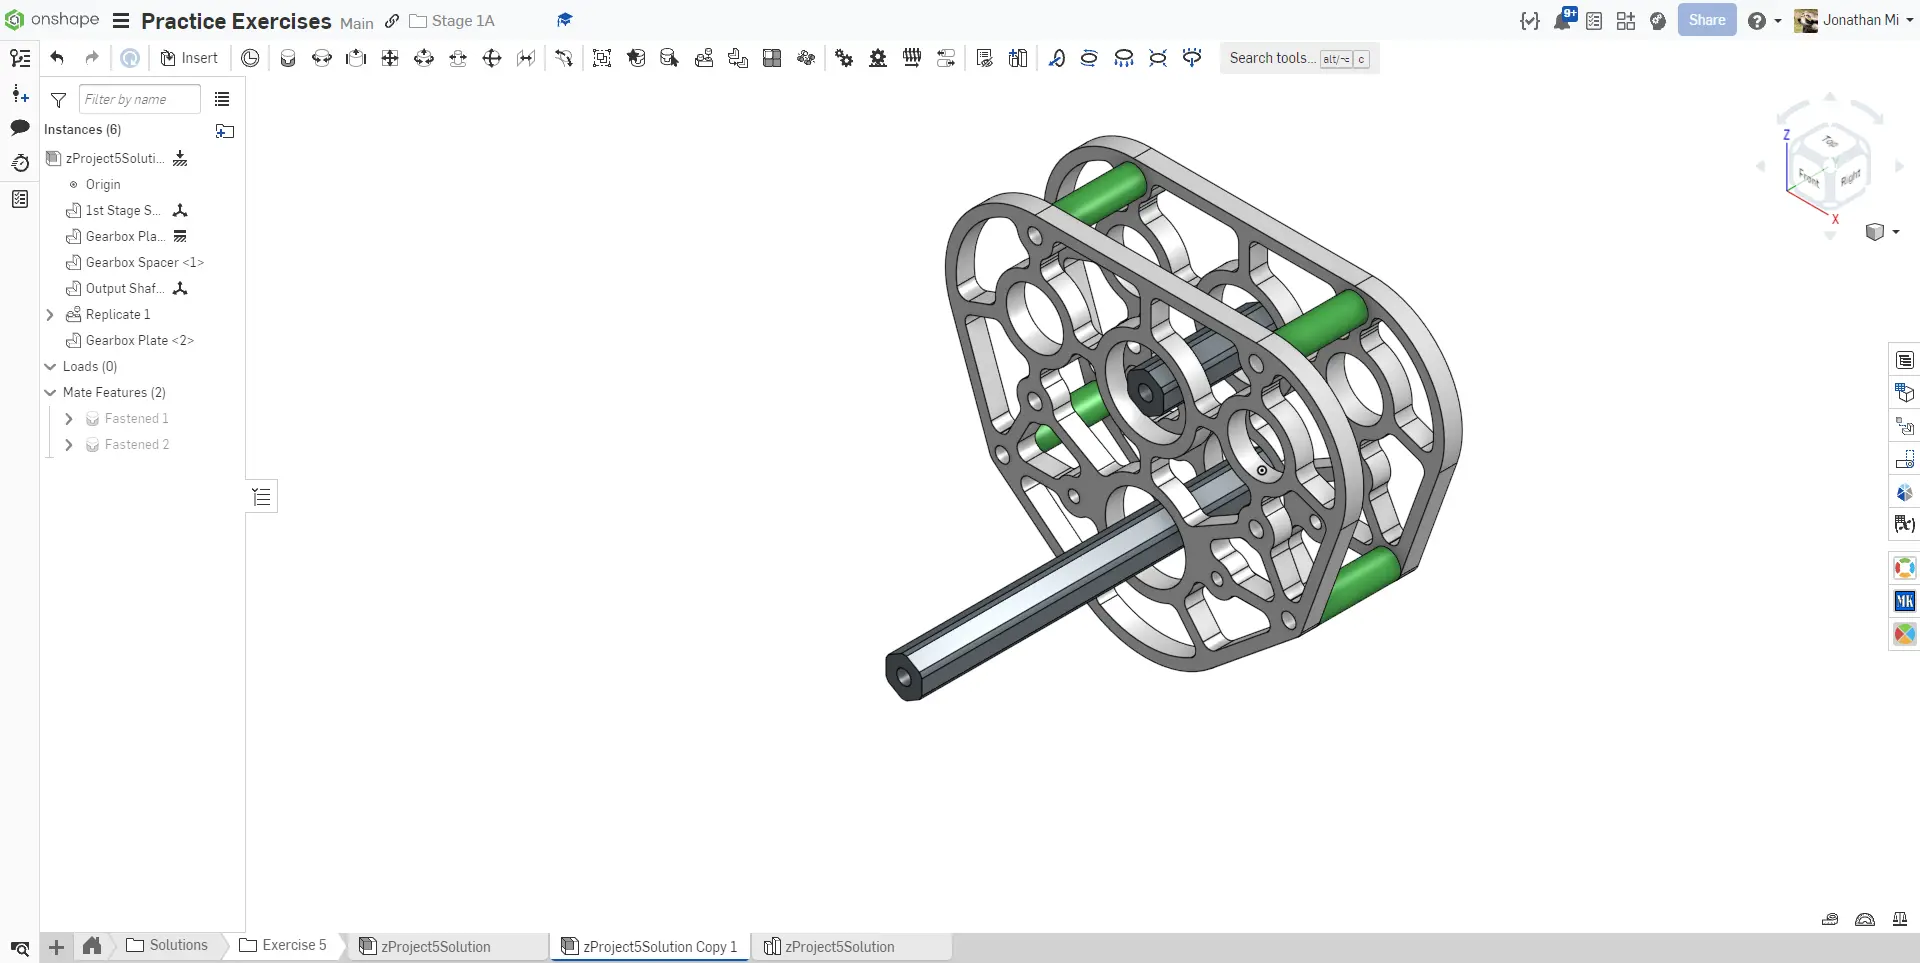 onshape Practice Exercises Main Stage 1A 9+ Share Jonathan Mi
Insert Search tools... alt/⌥ c
Filter by name
Instances (6)
zProject5Soluti...
Origin
1st Stage S...
Gearbox Pla...
Gearbox Spacer <1>
Output Shaf...
Replicate 1
Gearbox Plate <2>
Loads (0)
Mate Features (2)
Fastened 1
Fastened 2
Z
Top
Front
Right
X
(x)
MK
Solutions Exercise 5 zProject5Solution zProject5Solution Copy 1 zProject5Solution